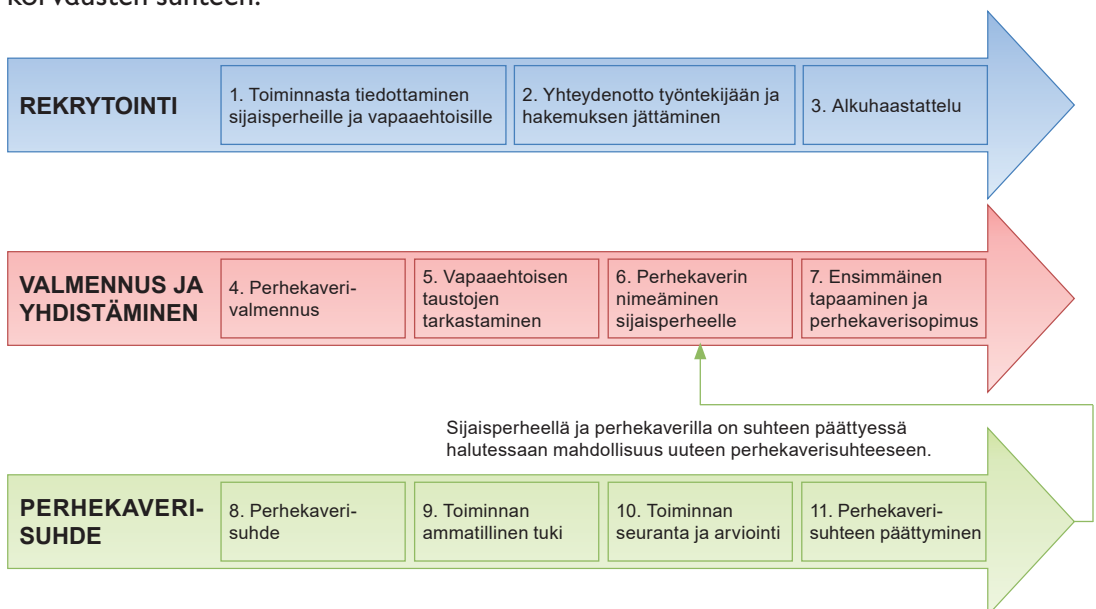 korvausten suhteen.
REKRYTOINTI
1. Toiminnasta tiedottaminen
sijaisperheille ja vapaaehtoisille
2. Yhteydenotto työntekijään ja
hakemuksen jättäminen
3. Alkuhaastattelu
VALMENNUS JA
YHDISTÄMINEN
4. Perhekaveri-
valmennus
5. Vapaaehtoisen
taustojen
tarkastaminen
6. Perhekaverin
nimeäminen
sijaisperheelle
7. Ensimmäinen
tapaaminen ja
perhekaverisopimus
Sijaisperheellä ja perhekaverilla on suhteen päättyessä
halutessaan mahdollisuus uuteen perhekaverisuhteeseen.
PERHEKAVERI-
SUHDE
8. Perhekaveri-
suhde
9. Toiminnan
ammatillinen tuki
10. Toiminnan
seuranta ja arviointi
11. Perhekaveri-
suhteen päättyminen